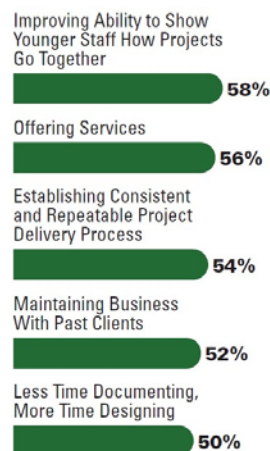 Improving Ability to Show
Younger Staff How Projects
Go Together
58%
Offering Services
56%
Establishing Consistent
and Repeatable Project
Delivery Process
54%
Maintaining Business
With Past Clients
52%
Less Time Documenting,
More Time Designing
50%